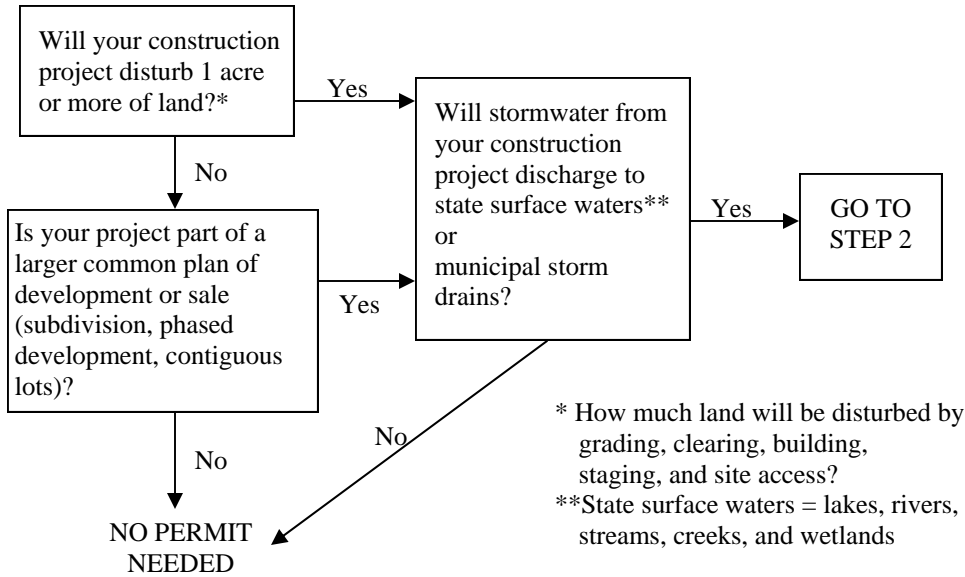 Will your construction
project disturb 1 acre
or more of land?*
Yes
No
Will stormwater from
your construction
project discharge to
state surface waters**
or
municipal storm
drains?
Yes
GO TO
STEP 2
Is your project part of a
larger common plan of
development or sale
(subdivision, phased
development, contiguous
lots)?
Yes
No
No
NO PERMIT
NEEDED
* How much land will be disturbed by
grading, clearing, building,
staging, and site access?
**State surface waters = lakes, rivers,
streams, creeks, and wetlands